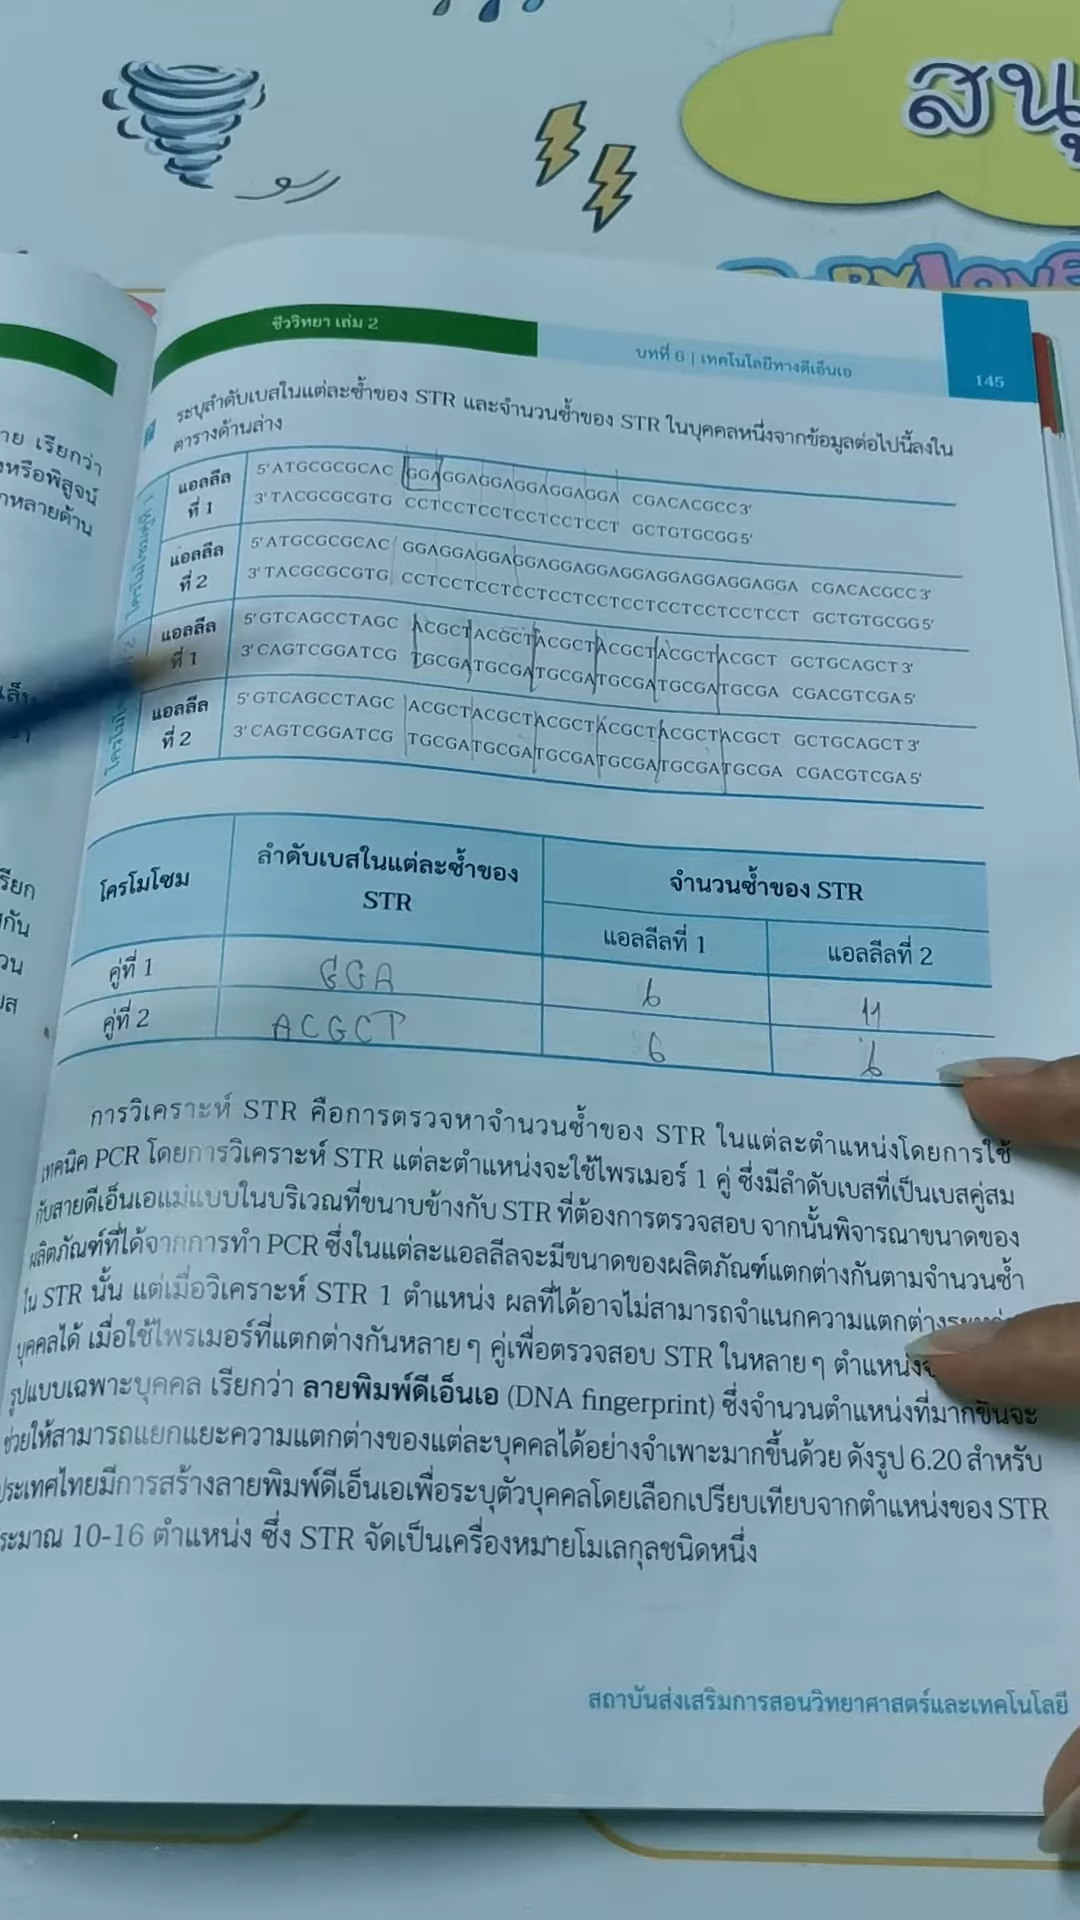 สนุ
ชีววิทยา เล่ม 2
บทที่ 6 | เทคโนโลยีทางดีเอ็นเอ
145
ระบุลำดับเบสในแต่ละซ้ำของ STR และจำนวนซ้ำของ STR ในบุคคลหนึ่งจากข้อมูลต่อไปนี้ลงใน
ตารางด้านล่าง
แอลลีล ที่ 1
5'ATGCGCGCAC GGAGGAGGAGGAGGAGGA CGACACGCC3'
3'TACGCGCGTG CCTCCTCCTCCTCCTCCT GCTGTGCGG5'
แอลลีล ที่ 2
5'ATGCGCGCAC GGAGGAGGAGGAGGAGGAGGAGGAGGAGGAGGA CGACACGCC3'
3'TACGCGCGTG CCTCCTCCTCCTCCTCCTCCTCCTCCTCCTCCT GCTGTGCGG5'
แอลลีล ที่ 1
5'GTCAGCCTAGC ACGCTACGCTACGCTACGCTACGCTACGCT GCTGCAGCT3'
3'CAGTCGGATCG TGCGATGCGATGCGATGCGATGCGATGCGA CGACGTCGA5'
แอลลีล ที่ 2
5'GTCAGCCTAGC ACGCTACGCTACGCTACGCTACGCTACGCT GCTGCAGCT3'
3'CAGTCGGATCG TGCGATGCGATGCGATGCGATGCGATGCGA CGACGTCGA5'
โครโมโซม ลำดับเบสในแต่ละซ้ำของ STR จำนวนซ้ำของ STR
แอลลีลที่ 1 แอลลีลที่ 2
คู่ที่ 1 GGA 6 11
คู่ที่ 2 ACGCT 6 6
การวิเคราะห์ STR คือการตรวจหาจำนวนซ้ำของ STR ในแต่ละตำแหน่งโดยการใช้
เทคนิค PCR โดยการวิเคราะห์ STR แต่ละตำแหน่งจะใช้ไพรเมอร์ 1 คู่ ซึ่งมีลำดับเบสที่เป็นเบสคู่สม
กับสายดีเอ็นเอแม่แบบในบริเวณที่ขนาบข้างกับ STR ที่ต้องการตรวจสอบ จากนั้นพิจารณาขนาดของ
ผลิตภัณฑ์ที่ได้จากการทำ PCR ซึ่งในแต่ละแอลลีลจะมีขนาดของผลิตภัณฑ์แตกต่างกันตามจำนวนซ้ำ
ใน STR นั้น แต่เมื่อวิเคราะห์ STR 1 ตำแหน่ง ผลที่ได้อาจไม่สามารถจำแนกความแตกต่าง
บุคคลได้ เมื่อใช้ไพรเมอร์ที่แตกต่างกันหลาย ๆ คู่เพื่อตรวจสอบ STR ในหลาย ๆ ตำแหน่ง
รูปแบบเฉพาะบุคคล เรียกว่า ลายพิมพ์ดีเอ็นเอ (DNA fingerprint) ซึ่งจำนวนตำแหน่งที่มากขึ้นจะ
ช่วยให้สามารถแยกแยะความแตกต่างของแต่ละบุคคลได้อย่างจำเพาะมากขึ้นด้วย ดังรูป 6.20 สำหรับ
ประเทศไทยมีการสร้างลายพิมพ์ดีเอ็นเอเพื่อระบุตัวบุคคลโดยเลือกเปรียบเทียบจากตำแหน่งของ STR
ระมาณ 10-16 ตำแหน่ง ซึ่ง STR จัดเป็นเครื่องหมายโมเลกุลชนิดหนึ่ง
สถาบันส่งเสริมการสอนวิทยาศาสตร์และเทคโนโลยี